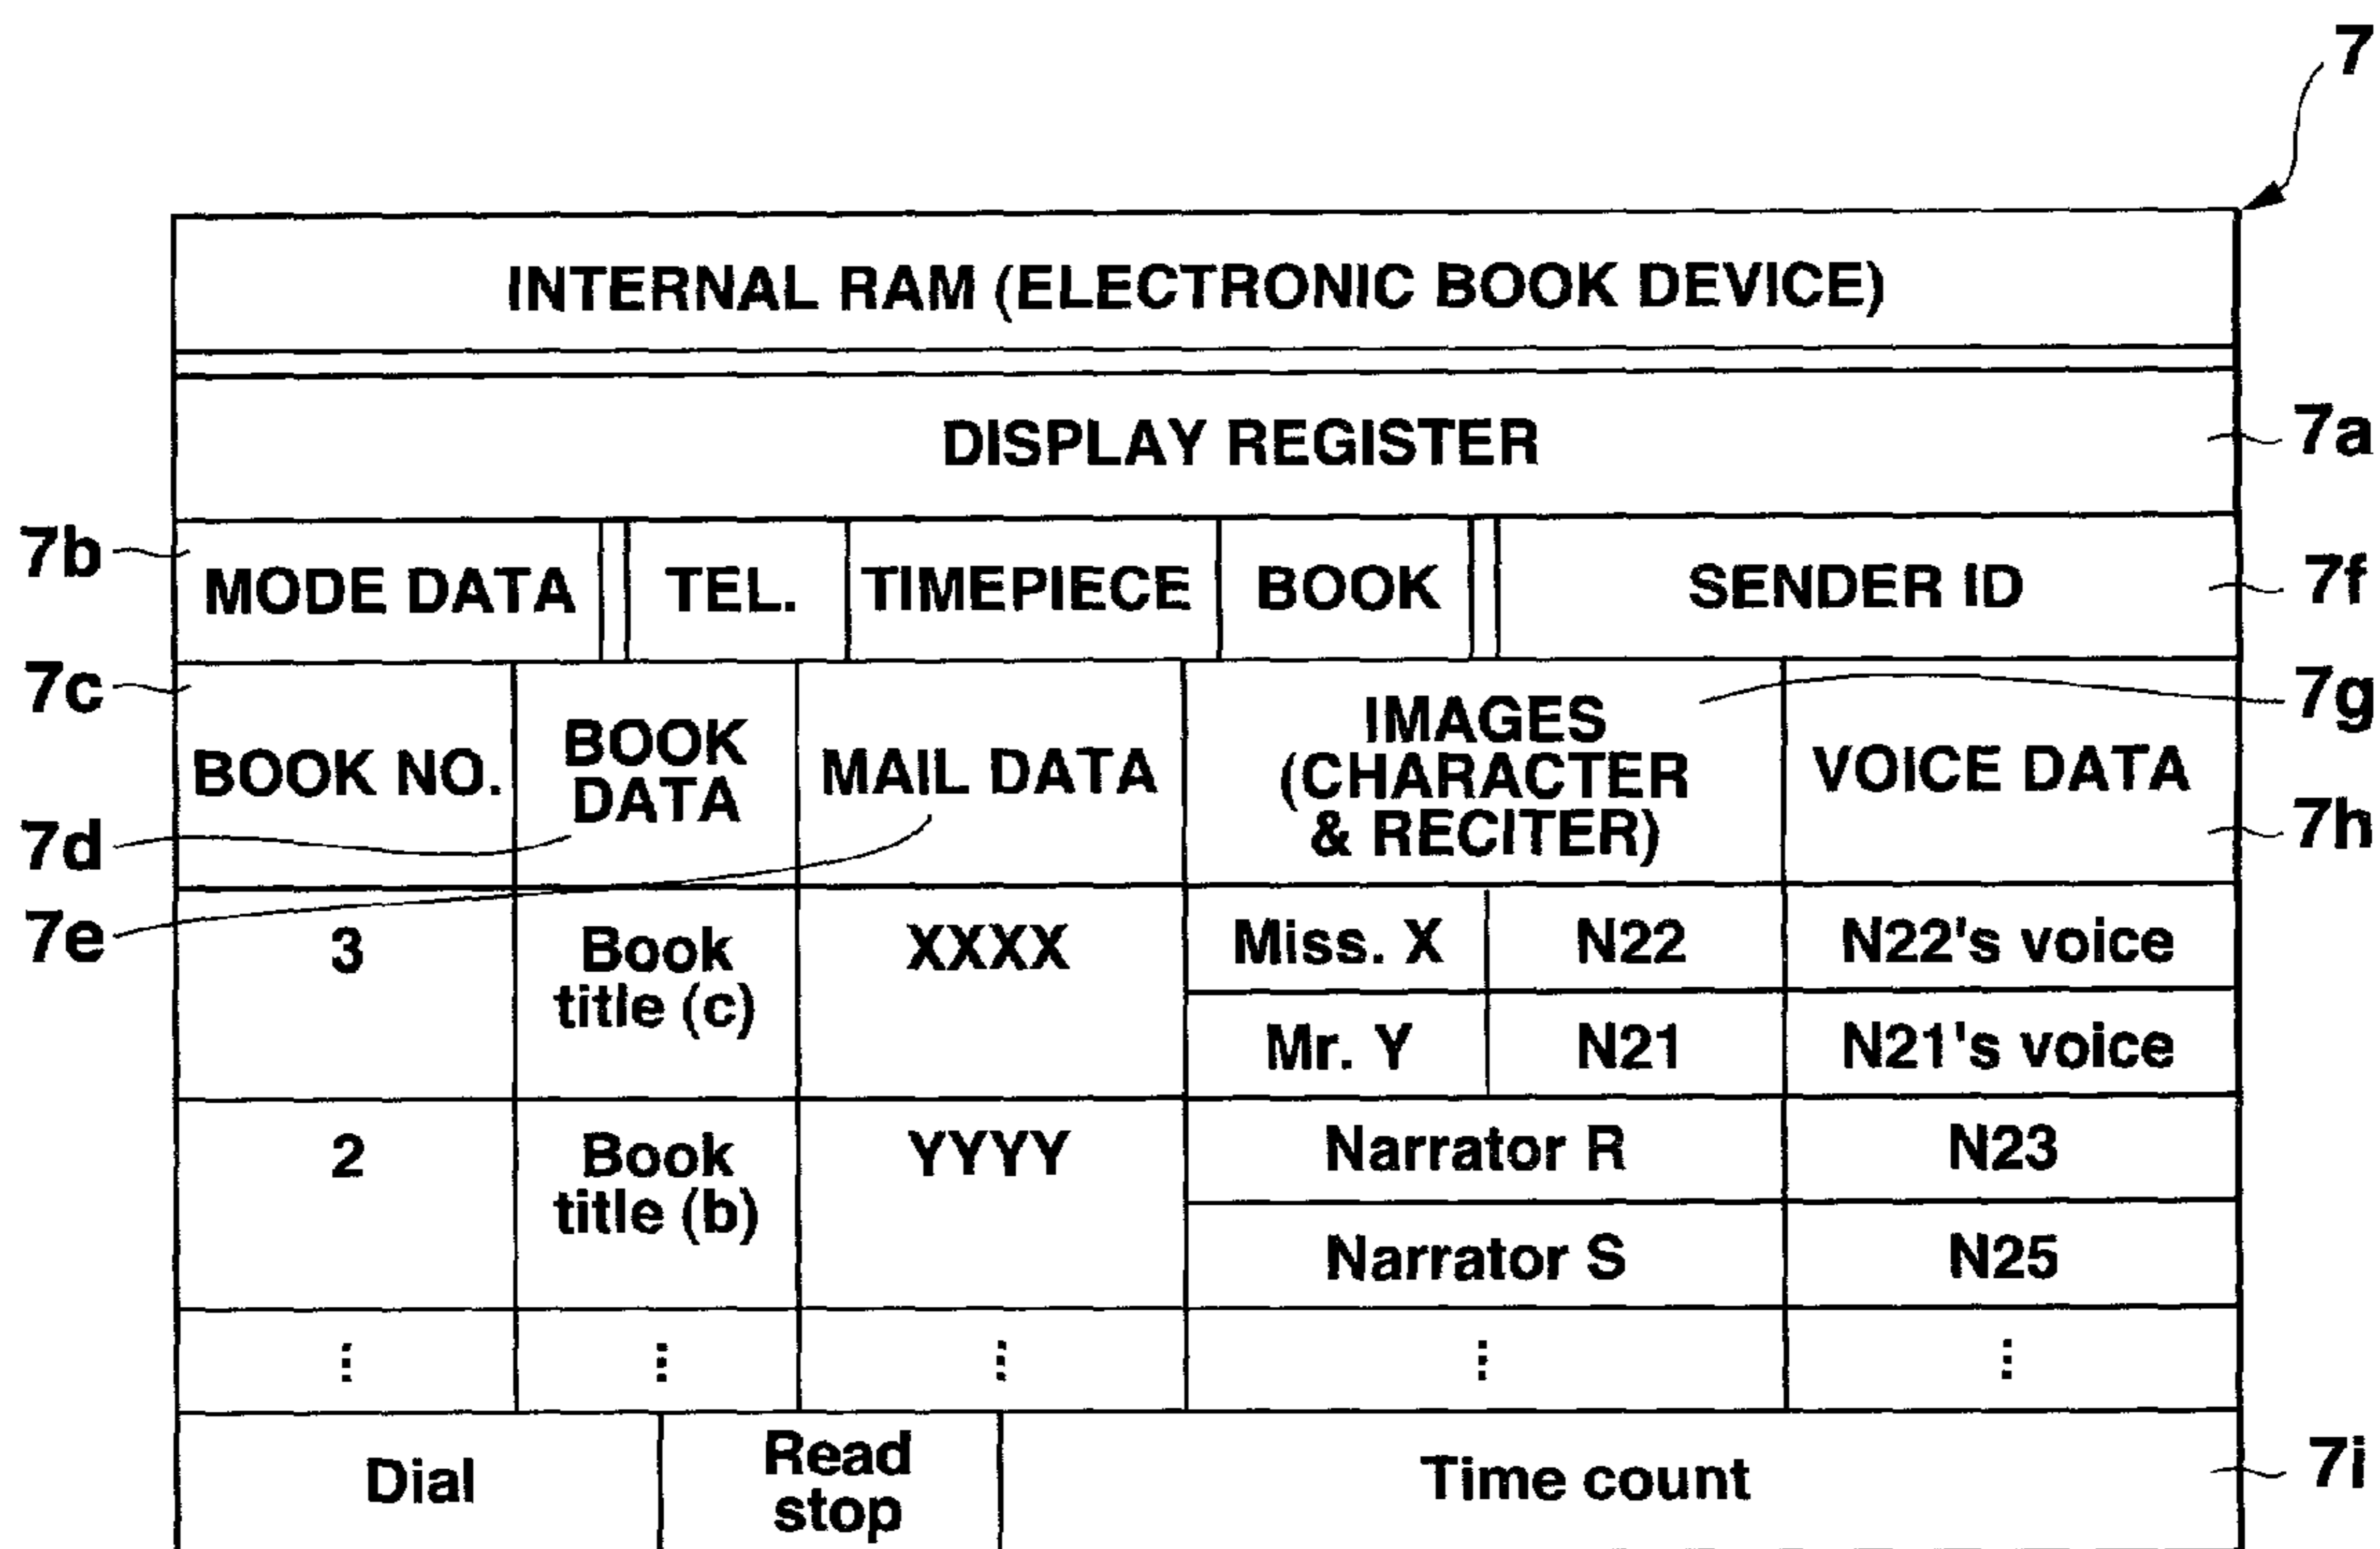 7
INTERNAL RAM (ELECTRONIC BOOK DEVICE)
DISPLAY REGISTER
7a
7b
MODE DATA
TEL.
TIMEPIECE
BOOK
SENDER ID
7f
7c
BOOK NO.
BOOK
DATA
MAIL DATA
IMAGES
(CHARACTER
& RECITER)
VOICE DATA
7g
7d
7h
7e
3
Book
title (c)
XXXX
Miss. X
N22
N22's voice
Mr. Y
N21
N21's voice
2
Book
title (b)
YYYY
Narrator R
N23
Narrator S
N25
⋮
⋮
⋮
⋮
⋮
Dial
Read
stop
Time count
7i